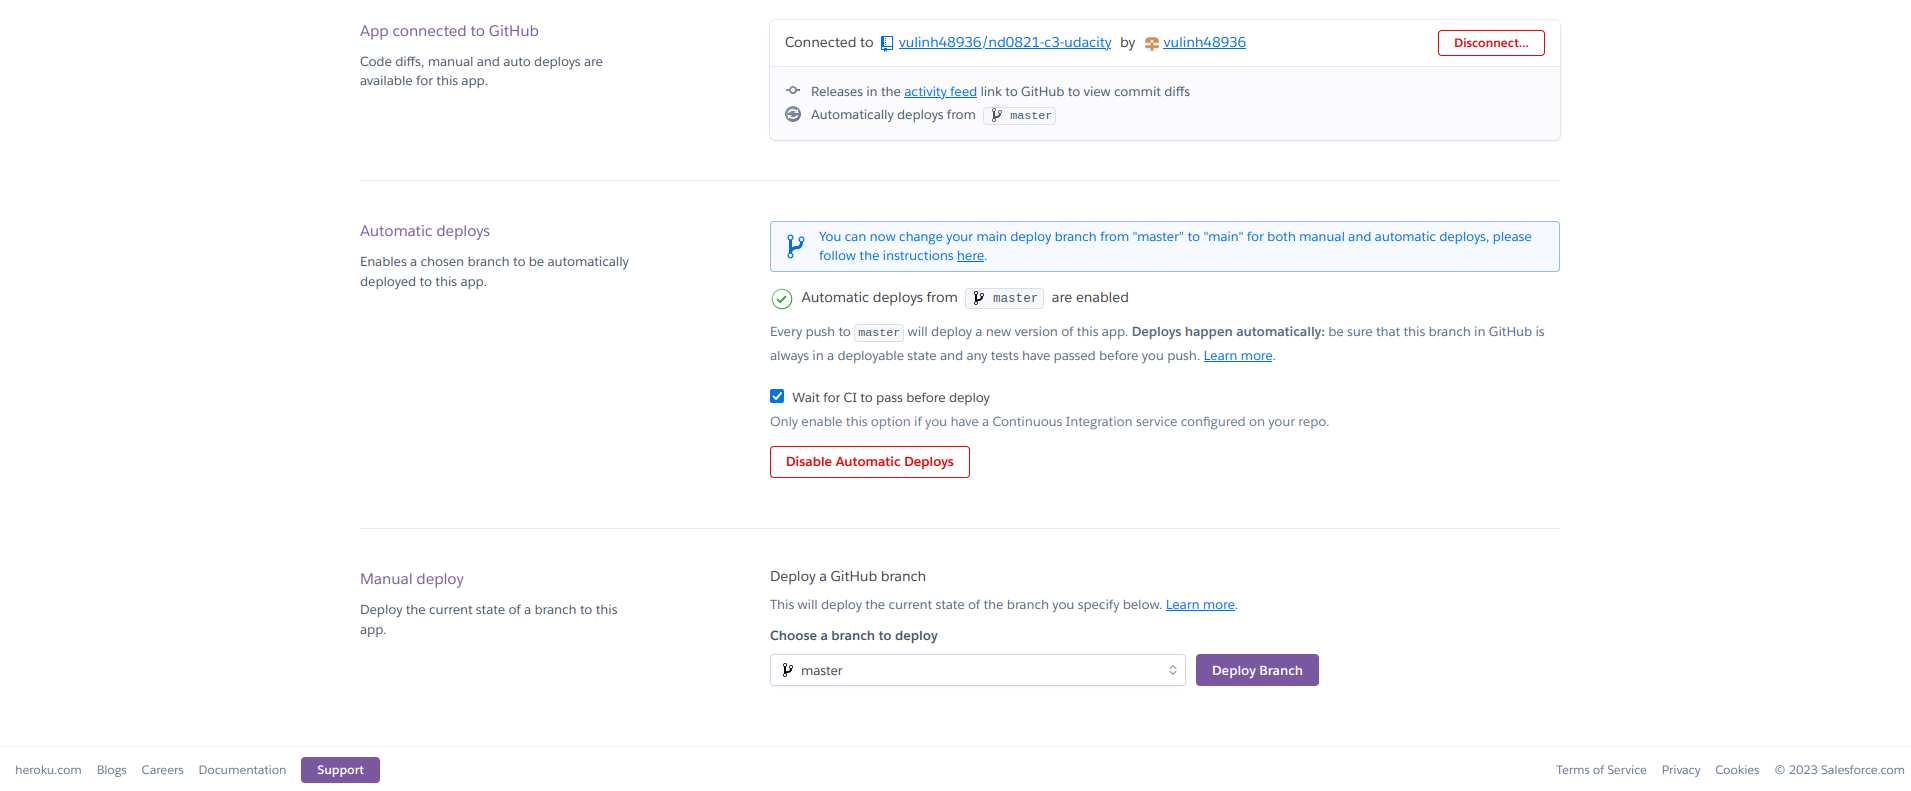 App connected to GitHub
Code diffs, manual and auto deploys are
available for this app.
Connected to vulinh48936/nd0821-c3-udacity by vulinh48936
Disconnect...
Releases in the activity feed link to GitHub to view commit diffs
Automatically deploys from master
Automatic deploys
Enables a chosen branch to be automatically
deployed to this app.
You can now change your main deploy branch from "master" to "main" for both manual and automatic deploys, please
follow the instructions here.
Automatic deploys from master are enabled
Every push to master will deploy a new version of this app. Deploys happen automatically: be sure that this branch in GitHub is
always in a deployable state and any tests have passed before you push. Learn more.
Wait for CI to pass before deploy
Only enable this option if you have a Continuous Integration service configured on your repo.
Disable Automatic Deploys
Manual deploy
Deploy the current state of a branch to this
app.
Deploy a GitHub branch
This will deploy the current state of the branch you specify below. Learn more.
Choose a branch to deploy
master
Deploy Branch
heroku.com Blogs Careers Documentation Support
Terms of Service Privacy Cookies © 2023 Salesforce.com